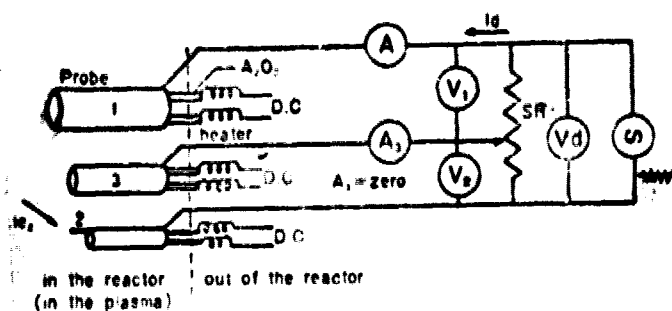 Id
A
Probe
1
D.C
heater
V₁
SR
Vd
S
A₃
3
D.C
A₃ = zero
V₂
2
D.C
in the reactor
out of the reactor
(in the plasma)